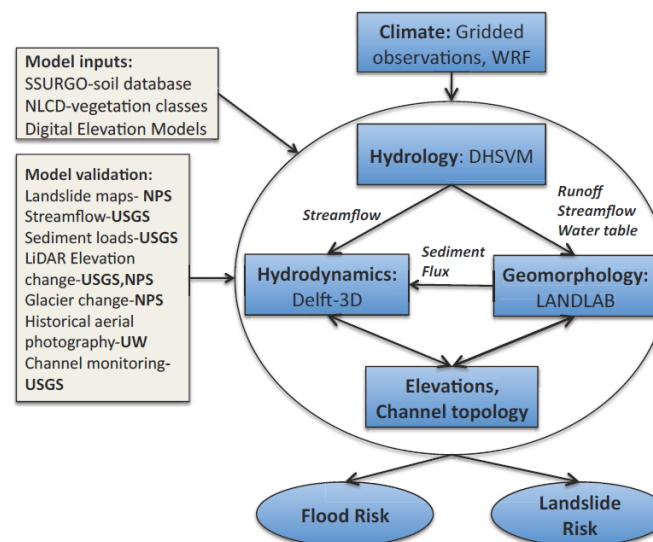 Climate: Gridded
observations, WRF
Model inputs:
SSURGO-soil database
NLCD-vegetation classes
Digital Elevation Models
Hydrology: DHSVM
Model validation:
Landslide maps- NPS
Streamflow-USGS
Sediment loads-USGS
LiDAR Elevation
change-USGS,NPS
Glacier change-NPS
Historical aerial
photography-UW
Channel monitoring-
USGS
Streamflow
Runoff
Streamflow
Water table
Hydrodynamics:
Delft-3D
Sediment
Flux
Geomorphology:
LANDLAB
Elevations,
Channel topology
Flood Risk
Landslide
Risk